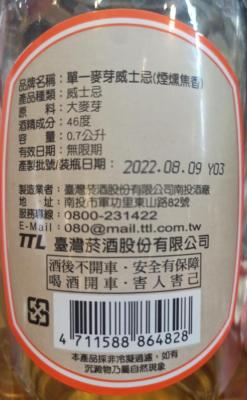 品牌名稱：單一麥芽威士忌(煙燻焦香)
產品種類：威士忌
原　　料：大麥芽
酒精成分：46度
容　　量：0.7公升
有效日期：無限期
產製批號/裝瓶日期：2022.08.09 Y03
製造業者：臺灣菸酒股份有限公司南投酒廠
地　　址：南投市軍功里東山路82號
服務專線：0800-231422
E-Mail：080@mail.ttl.com.tw
TTL 臺灣菸酒股份有限公司
酒後不開車・安全有保障
喝酒開車・害人害己
4 711588 864828
本產品採非冷凝過濾，如有
沉澱物乃屬自然現象